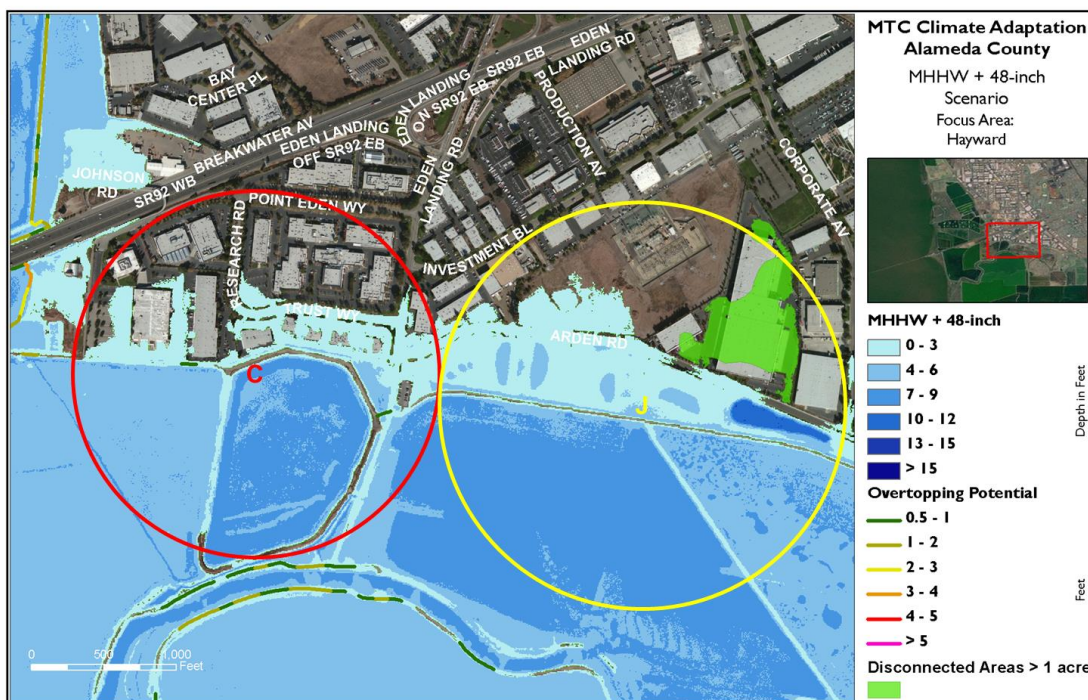 MTC Climate Adaptation
Alameda County
MHHW + 48-inch
Scenario
Focus Area:
Hayward
BAY
CENTER PL
BREAKWATER AV
EDEN LANDING
ON SR92 EB
SR92 EB
EDEN
LANDING RD
EDEN LANDING
OFF SR92 EB
JOHNSON
RD
SR92 WB
PRODUCTION AV
CORPORATE AV
EDEN
LANDING RD
POINT EDEN WY
INVESTMENT BL
ESEARCH RD
RUST WY
ARDEN RD
C
J
0 500 1,000
Feet
MHHW + 48-inch
0 - 3
4 - 6
7 - 9
10 - 12
13 - 15
> 15
Depth in Feet
Overtopping Potential
0.5 - 1
1 - 2
2 - 3
3 - 4
4 - 5
> 5
Feet
Disconnected Areas > 1 acre